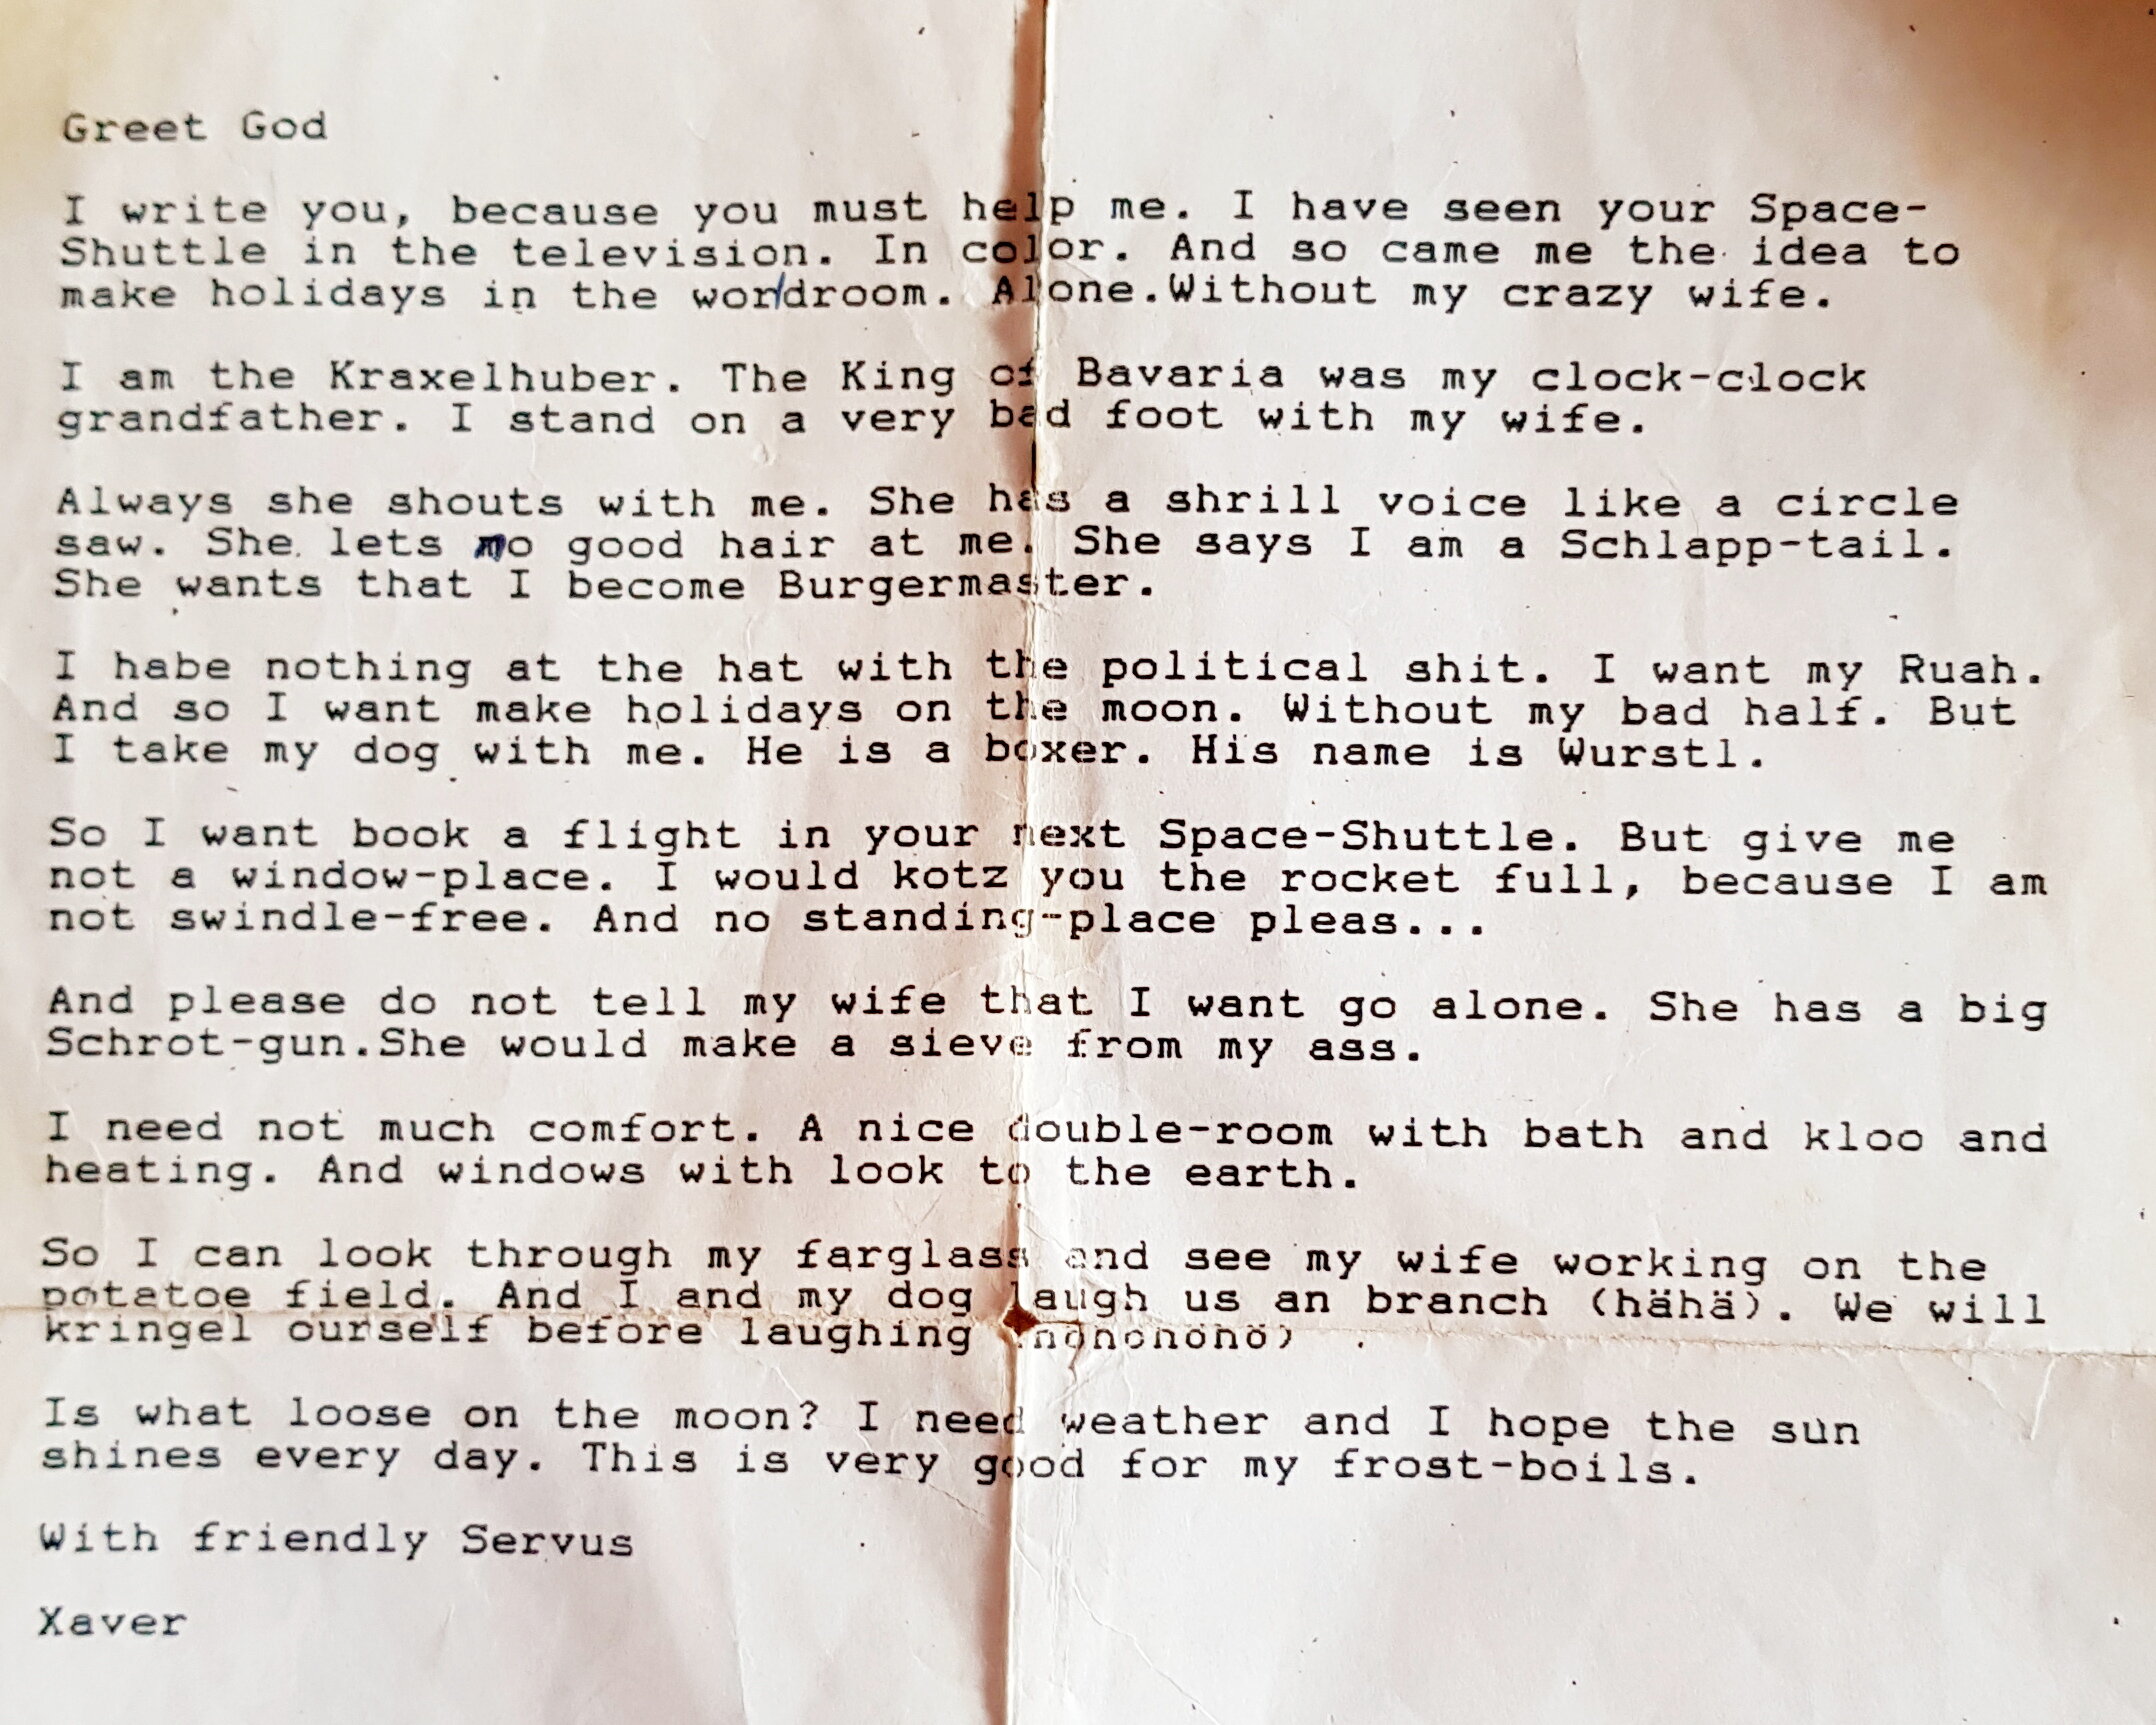 Greet God
I write you, because you must help me. I have seen your Space-
Shuttle in the television. In color. And so came me the idea to
make holidays in the worldroom. Alone.Without my crazy wife.
I am the Kraxelhuber. The King of Bavaria was my clock-clock
grandfather. I stand on a very bad foot with my wife.
Always she shouts with me. She has a shrill voice like a circle
saw. She lets no good hair at me. She says I am a Schlapp-tail.
She wants that I become Burgermaster.
I habe nothing at the hat with the political shit. I want my Ruah.
And so I want make holidays on the moon. Without my bad half. But
I take my dog with me. He is a boxer. His name is Wurstl.
So I want book a flight in your next Space-Shuttle. But give me
not a window-place. I would kotz you the rocket full, because I am
not swindle-free. And no standing-place pleas...
And please do not tell my wife that I want go alone. She has a big
Schrot-gun.She would make a sieve from my ass.
I need not much comfort. A nice double-room with bath and kloo and
heating. And windows with look to the earth.
So I can look through my farglass and see my wife working on the
potatoe field. And I and my dog laugh us an branch (hähä). We will
kringel ourself before laughing
Is what loose on the moon? I need weather and I hope the sun
shines every day. This is very good for my frost-boils.
With friendly Servus
Xaver